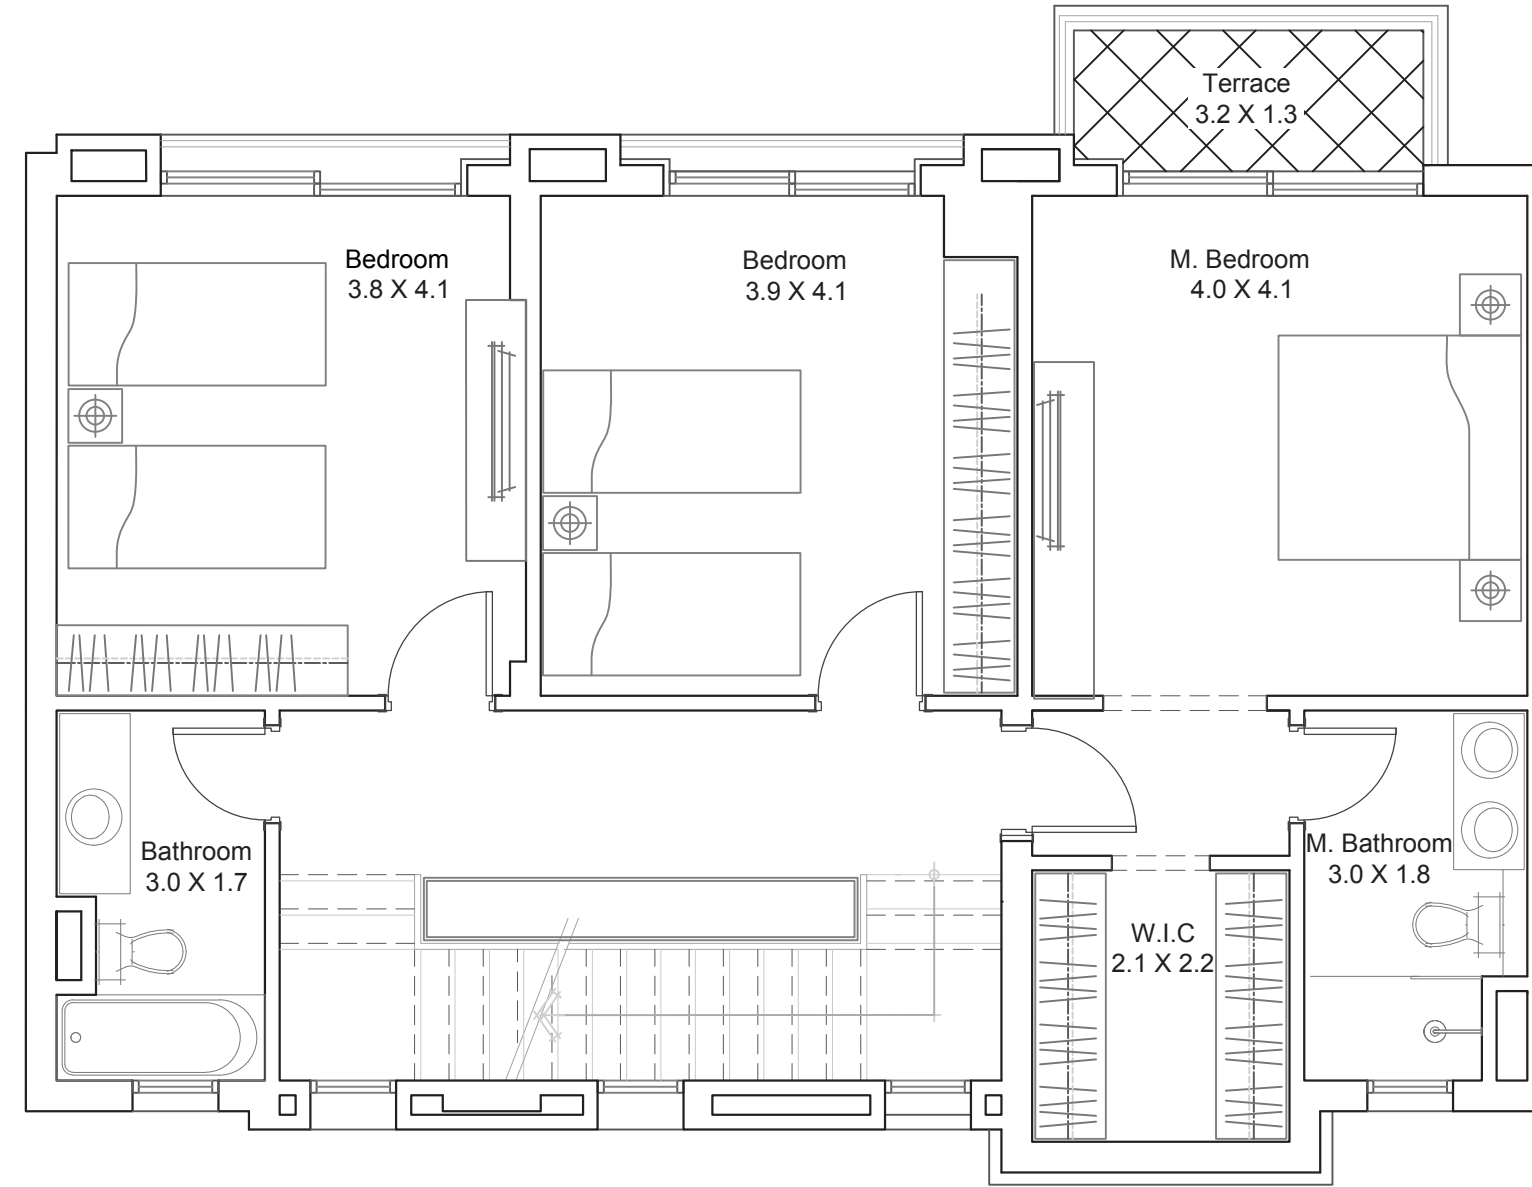 Terrace
3.2 X 1.3
Bedroom
3.8 X 4.1
Bedroom
3.9 X 4.1
M. Bedroom
4.0 X 4.1
Bathroom
3.0 X 1.7
M. Bathroom
3.0 X 1.8
W.I.C
2.1 X 2.2